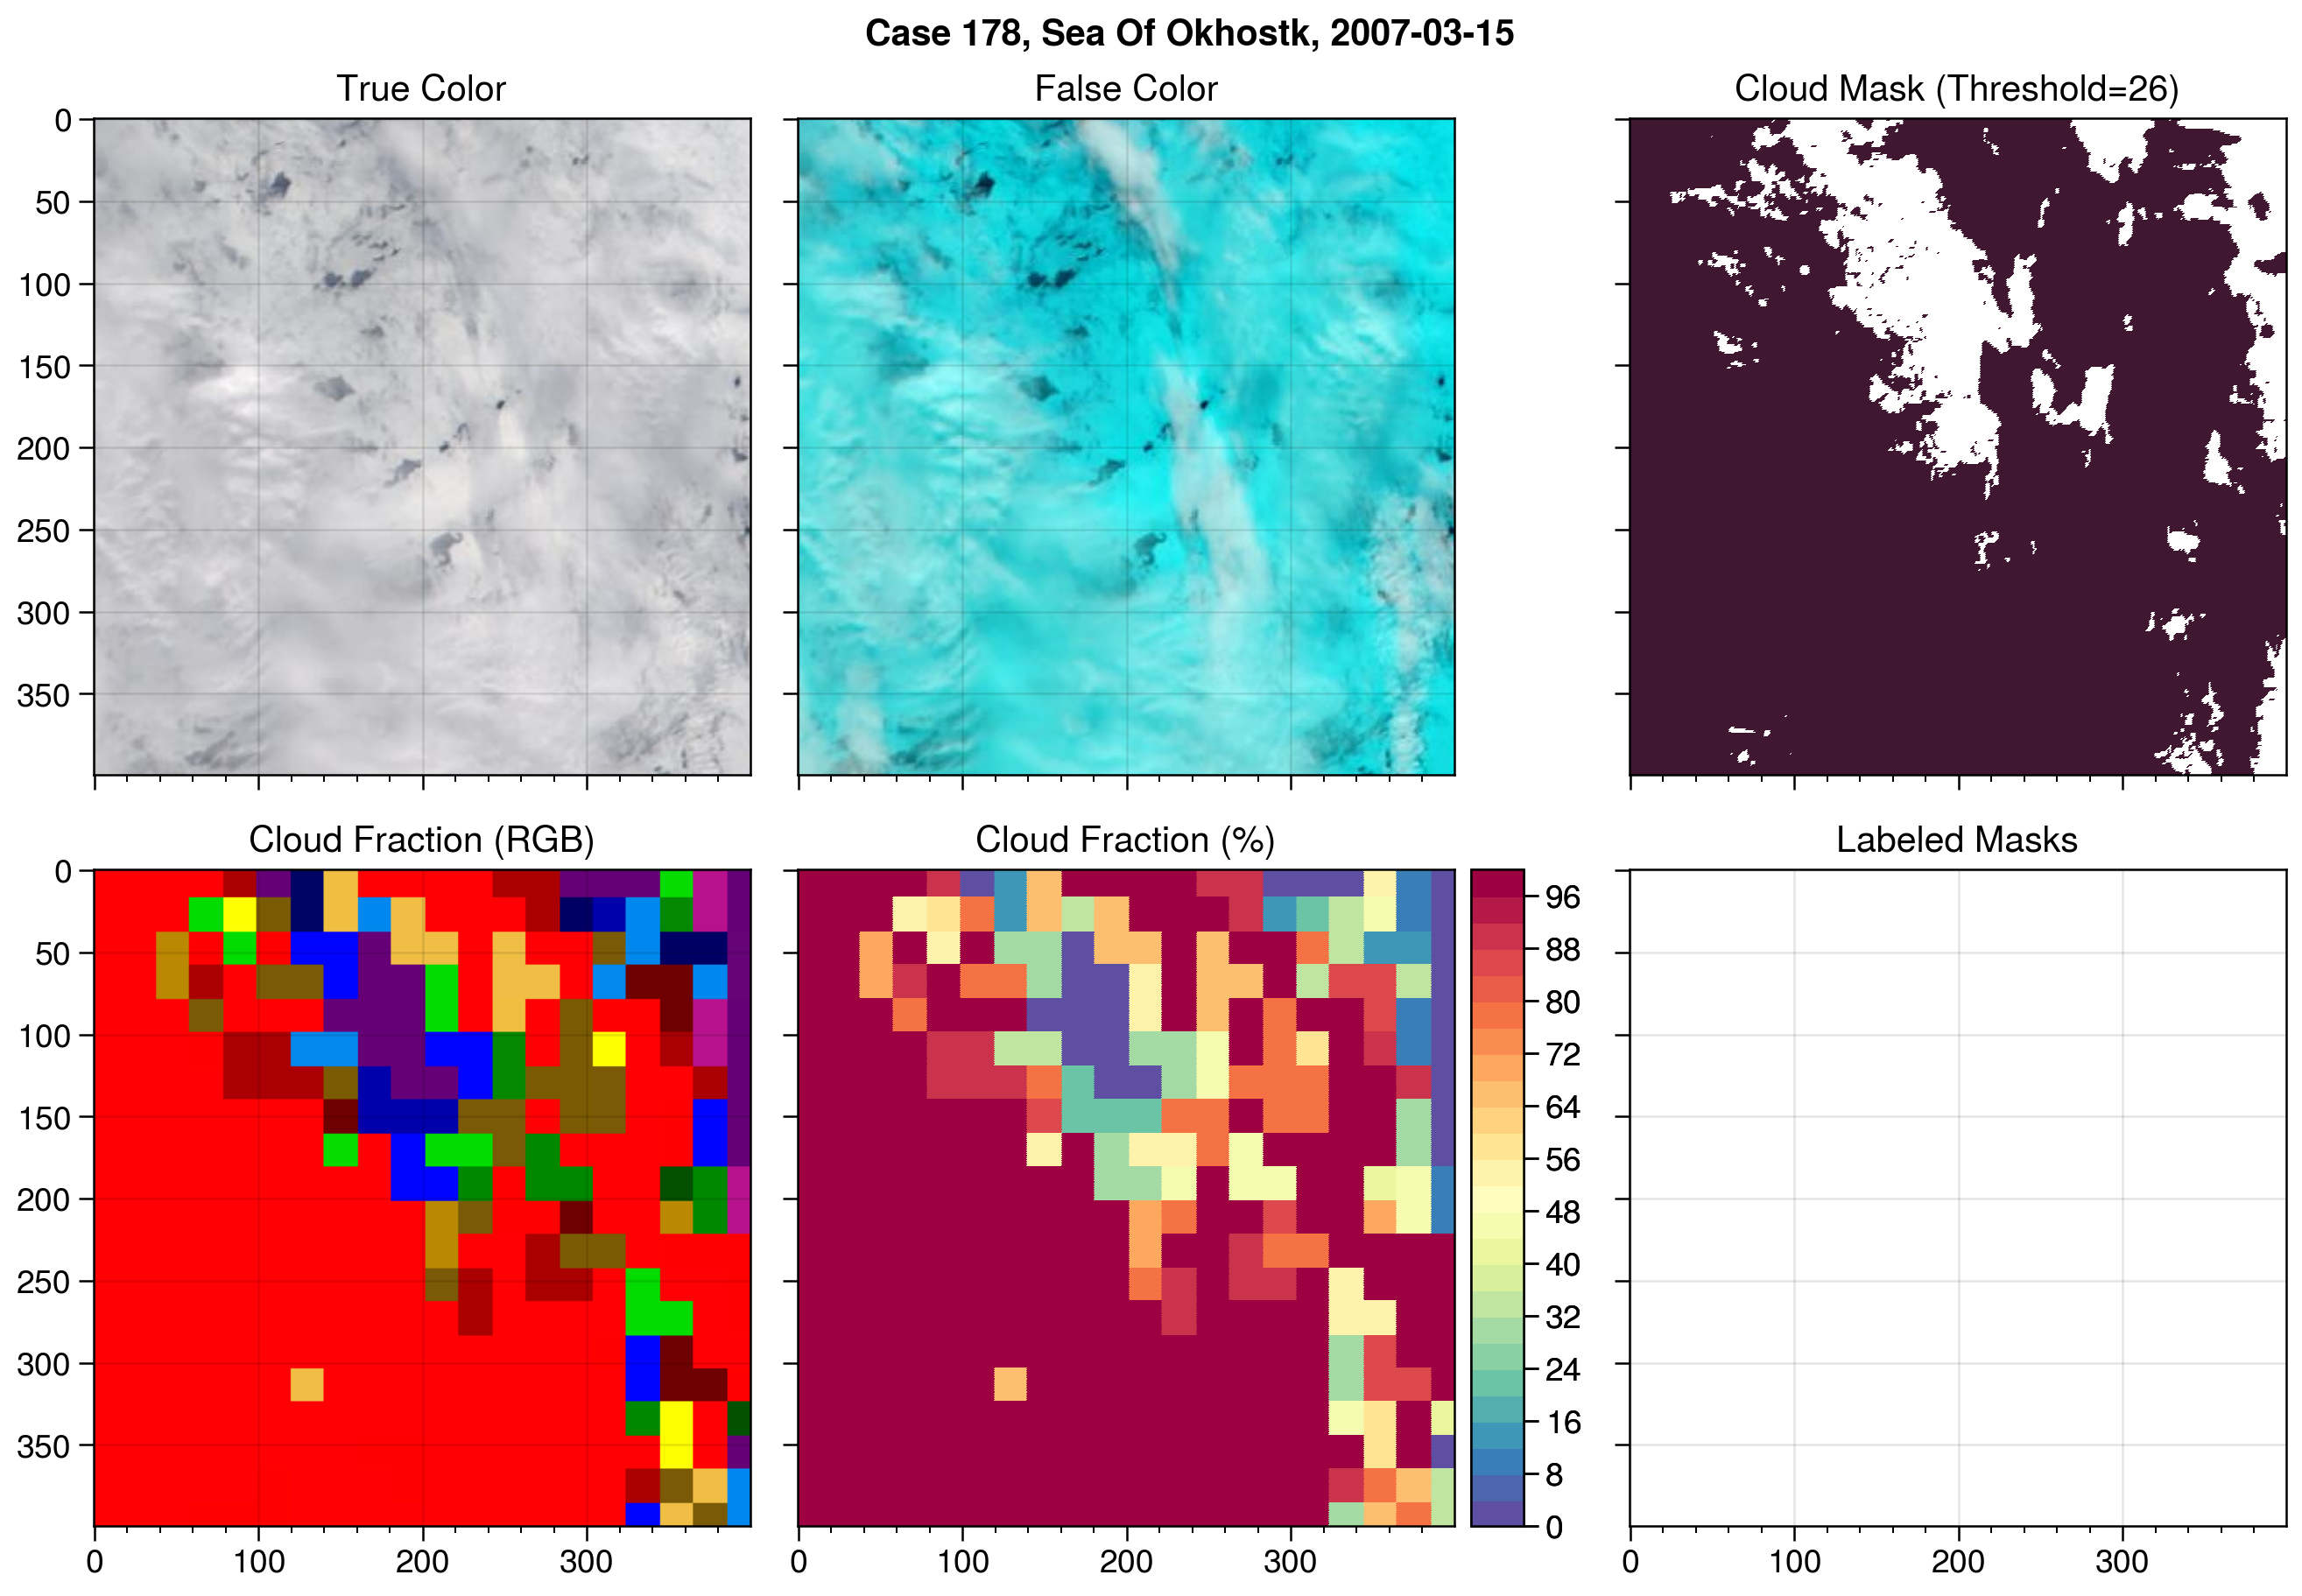 Case 178, Sea Of Okhostk, 2007-03-15
True Color
False Color
Cloud Mask (Threshold=26)
0
50
100
150
200
250
300
350
Cloud Fraction (RGB)
Cloud Fraction (%)
Labeled Masks
0
50
100
150
200
250
300
350
96
88
80
72
64
56
48
40
32
24
16
8
0
0 100 200 300
0 100 200 300
0 100 200 300